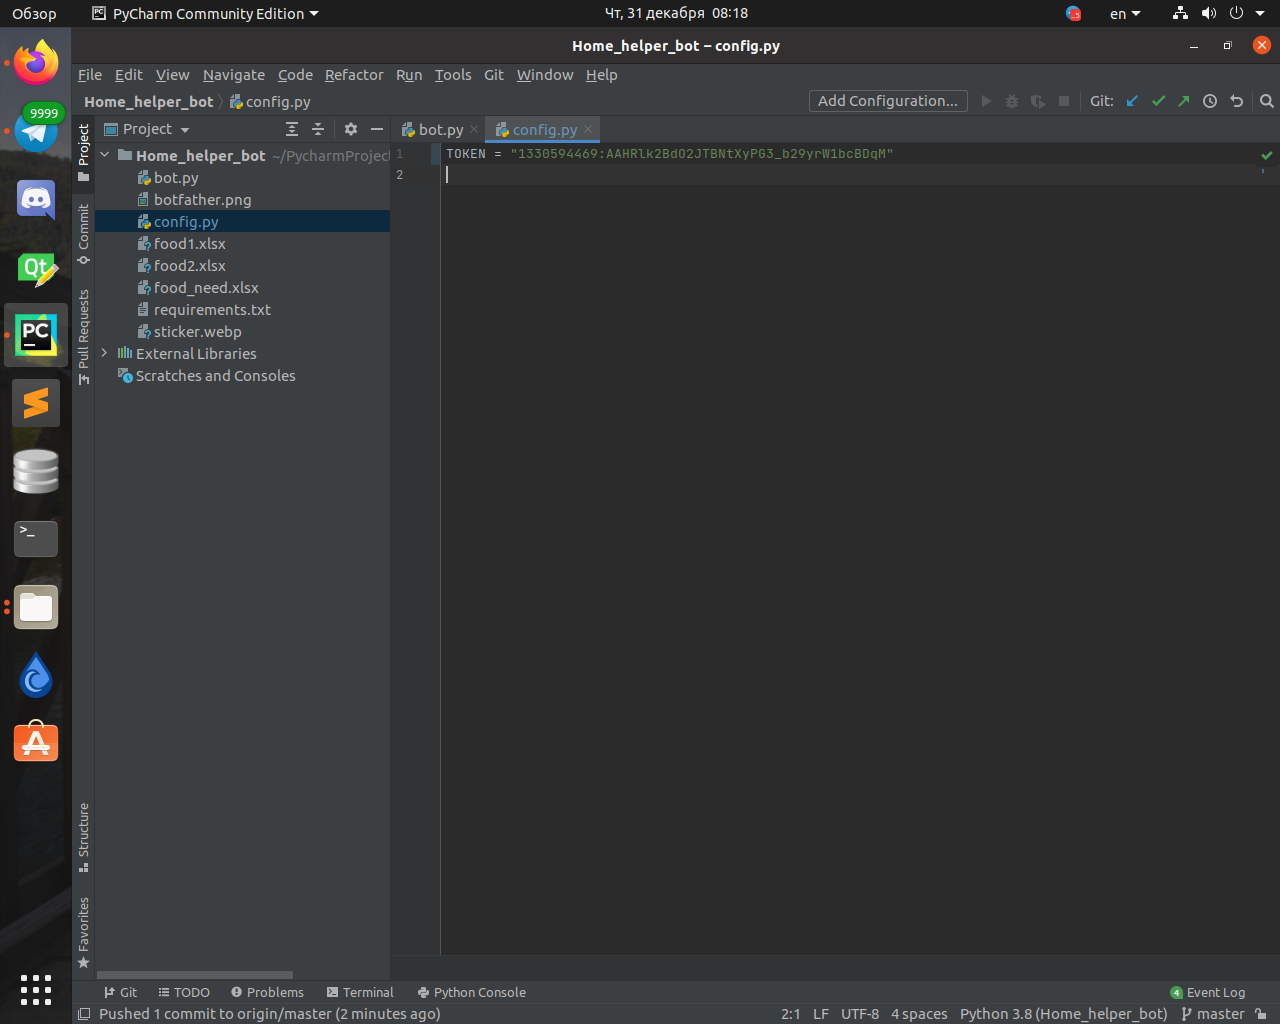 Обзор PyCharm Community Edition Чт, 31 декабря 08:18 en
Home_helper_bot – config.py
File Edit View Navigate Code Refactor Run Tools Git Window Help
Home_helper_bot config.py Add Configuration... Git:
9999
Project
bot.py config.py
Home_helper_bot ~/PycharmProject
1 TOKEN = "1330594469:AAHRlk2BdO2JTBNtXyPG3_b29yrW1bcBDqM"
2
bot.py
botfather.png
config.py
food1.xlsx
food2.xlsx
food_need.xlsx
requirements.txt
sticker.webp
External Libraries
Scratches and Consoles
Project
Commit
Pull Requests
Structure
Favorites
Qt
PC
>_
Git TODO Problems Terminal Python Console 4 Event Log
Pushed 1 commit to origin/master (2 minutes ago) 2:1 LF UTF-8 4 spaces Python 3.8 (Home_helper_bot) master